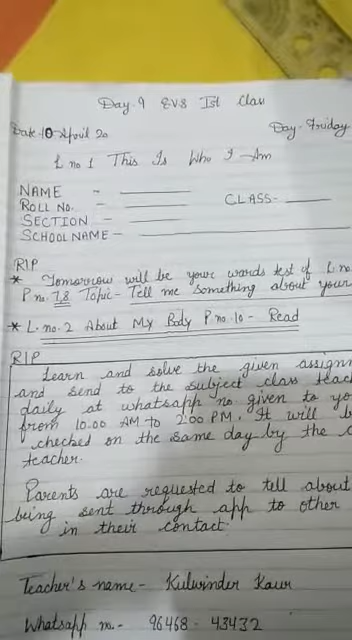 Day-9 EVS Ist Class
Date-10 April 20 Day-Friday
L no 1 This Is Who I Am
NAME -
ROLL NO. - CLASS-
SECTION -
SCHOOL NAME -
RIP
* Tomorrow will be your wards test of L no
P no. 7,8 Topic- Tell me something about your
* L. no. 2 About My Body P no. 10 - Read
RIP
Learn and solve the given assign
and send to the subject class teac
daily at whatsapp no. given to yo
from 10.00 AM to 2:00 PM. It will b
checked on the same day by the c
teacher.
Parents are requested to tell about
being sent through app to other
in their contact.
Teacher's name - Kulwinder Kaur
Whatsapp no. - 96468 - 43432